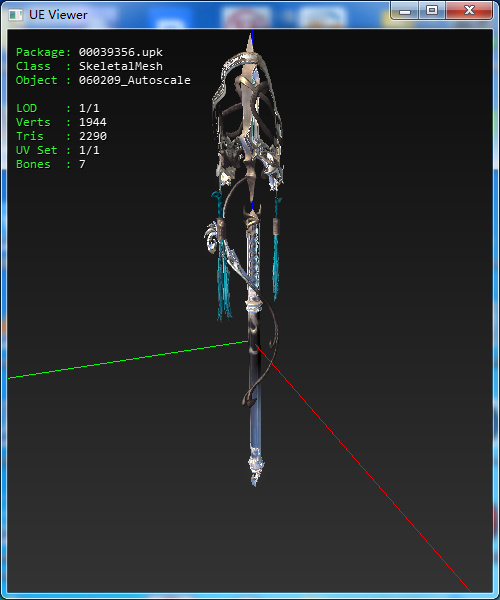 UE Viewer
Package: 00039356.upk
Class  : SkeletalMesh
Object : 060209_Autoscale
LOD    : 1/1
Verts  : 1944
Tris   : 2290
UV Set : 1/1
Bones  : 7